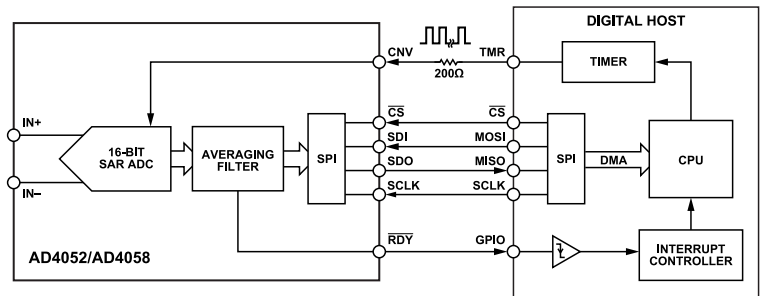 DIGITAL HOST
CNV
TMR
200Ω
TIMER
IN+
IN–
16-BIT
SAR ADC
AVERAGING
FILTER
SPI
CS
SDI
SDO
SCLK
CS
MOSI
MISO
SCLK
SPI
DMA
CPU
RDY
GPIO
INTERRUPT
CONTROLLER
AD4052/AD4058